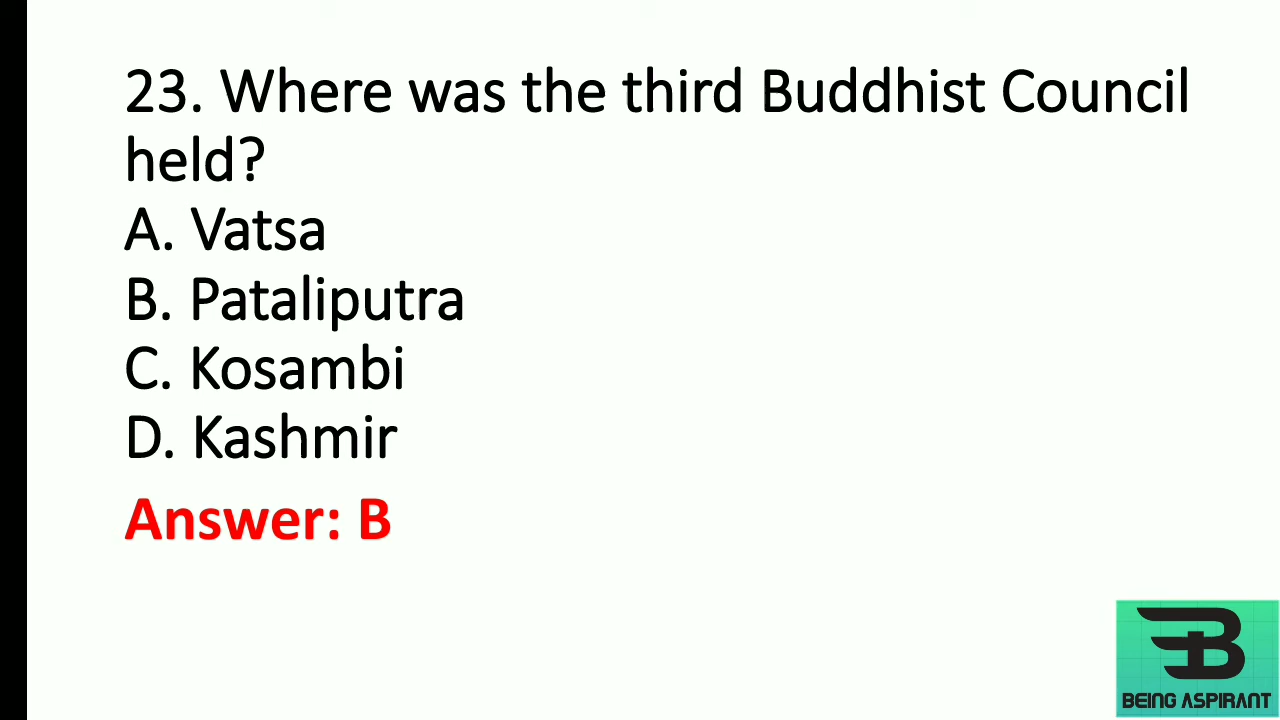 23. Where was the third Buddhist Council
held?
A. Vatsa
B. Pataliputra
C. Kosambi
D. Kashmir
Answer: B
B
BEING ASPIRANT